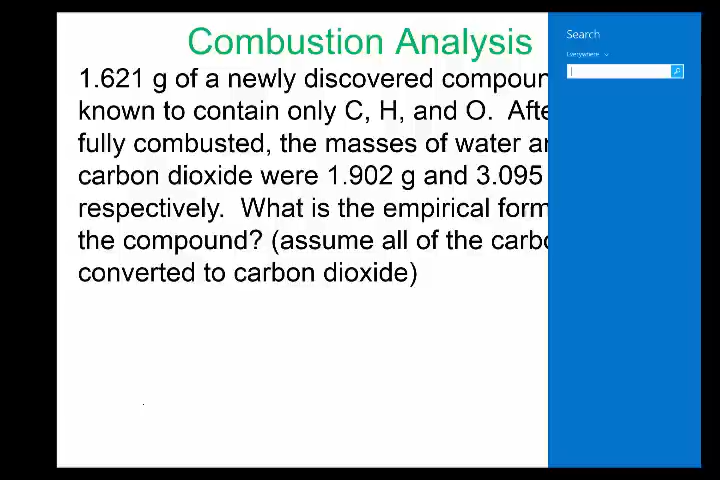 Combustion Analysis
1.621 g of a newly discovered compoun
known to contain only C, H, and O. Afte
fully combusted, the masses of water ar
carbon dioxide were 1.902 g and 3.095
respectively. What is the empirical form
the compound? (assume all of the carbo
converted to carbon dioxide)
Search
Everywhere